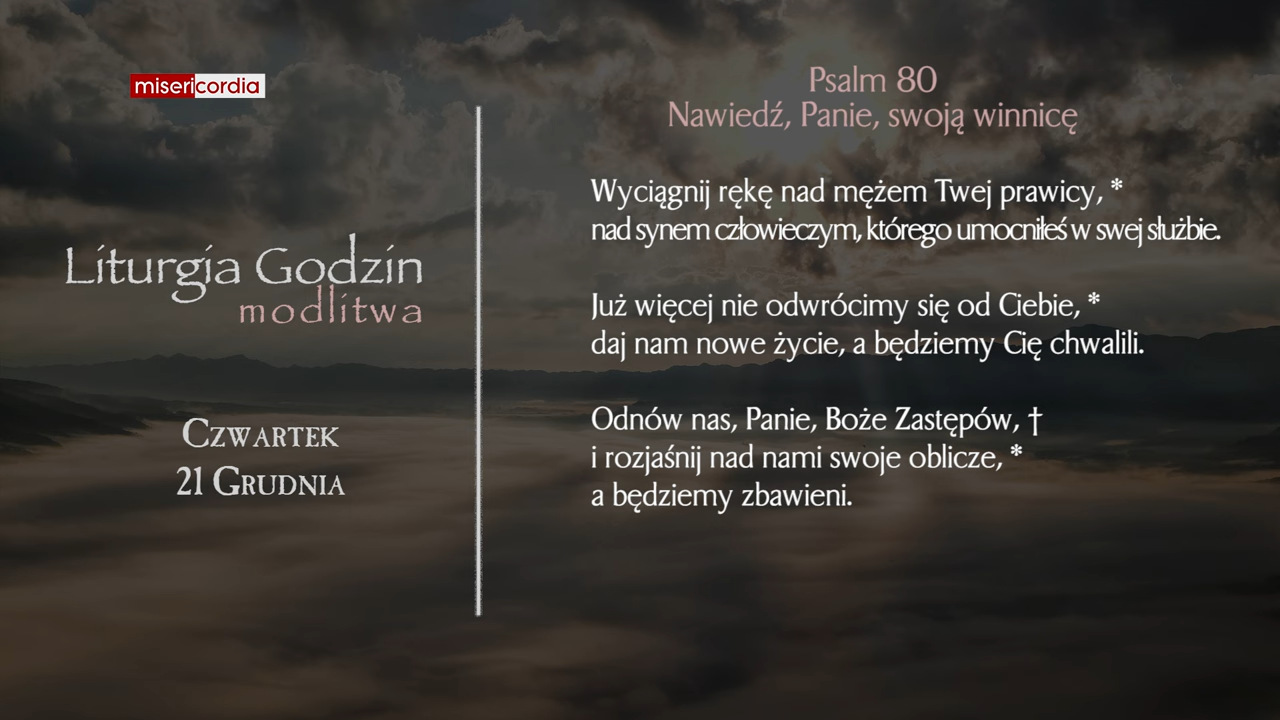 misericordia
Liturgia Godzin
modlitwa
Czwartek
21 Grudnia
Psalm 80
Nawiedź, Panie, swoją winnicę
Wyciągnij rękę nad mężem Twej prawicy, *
nad synem człowieczym, którego umocniłeś w swej służbie.
Już więcej nie odwrócimy się od Ciebie, *
daj nam nowe życie, a będziemy Cię chwalili.
Odnów nas, Panie, Boże Zastępów, †
i rozjaśnij nad nami swoje oblicze, *
a będziemy zbawieni.